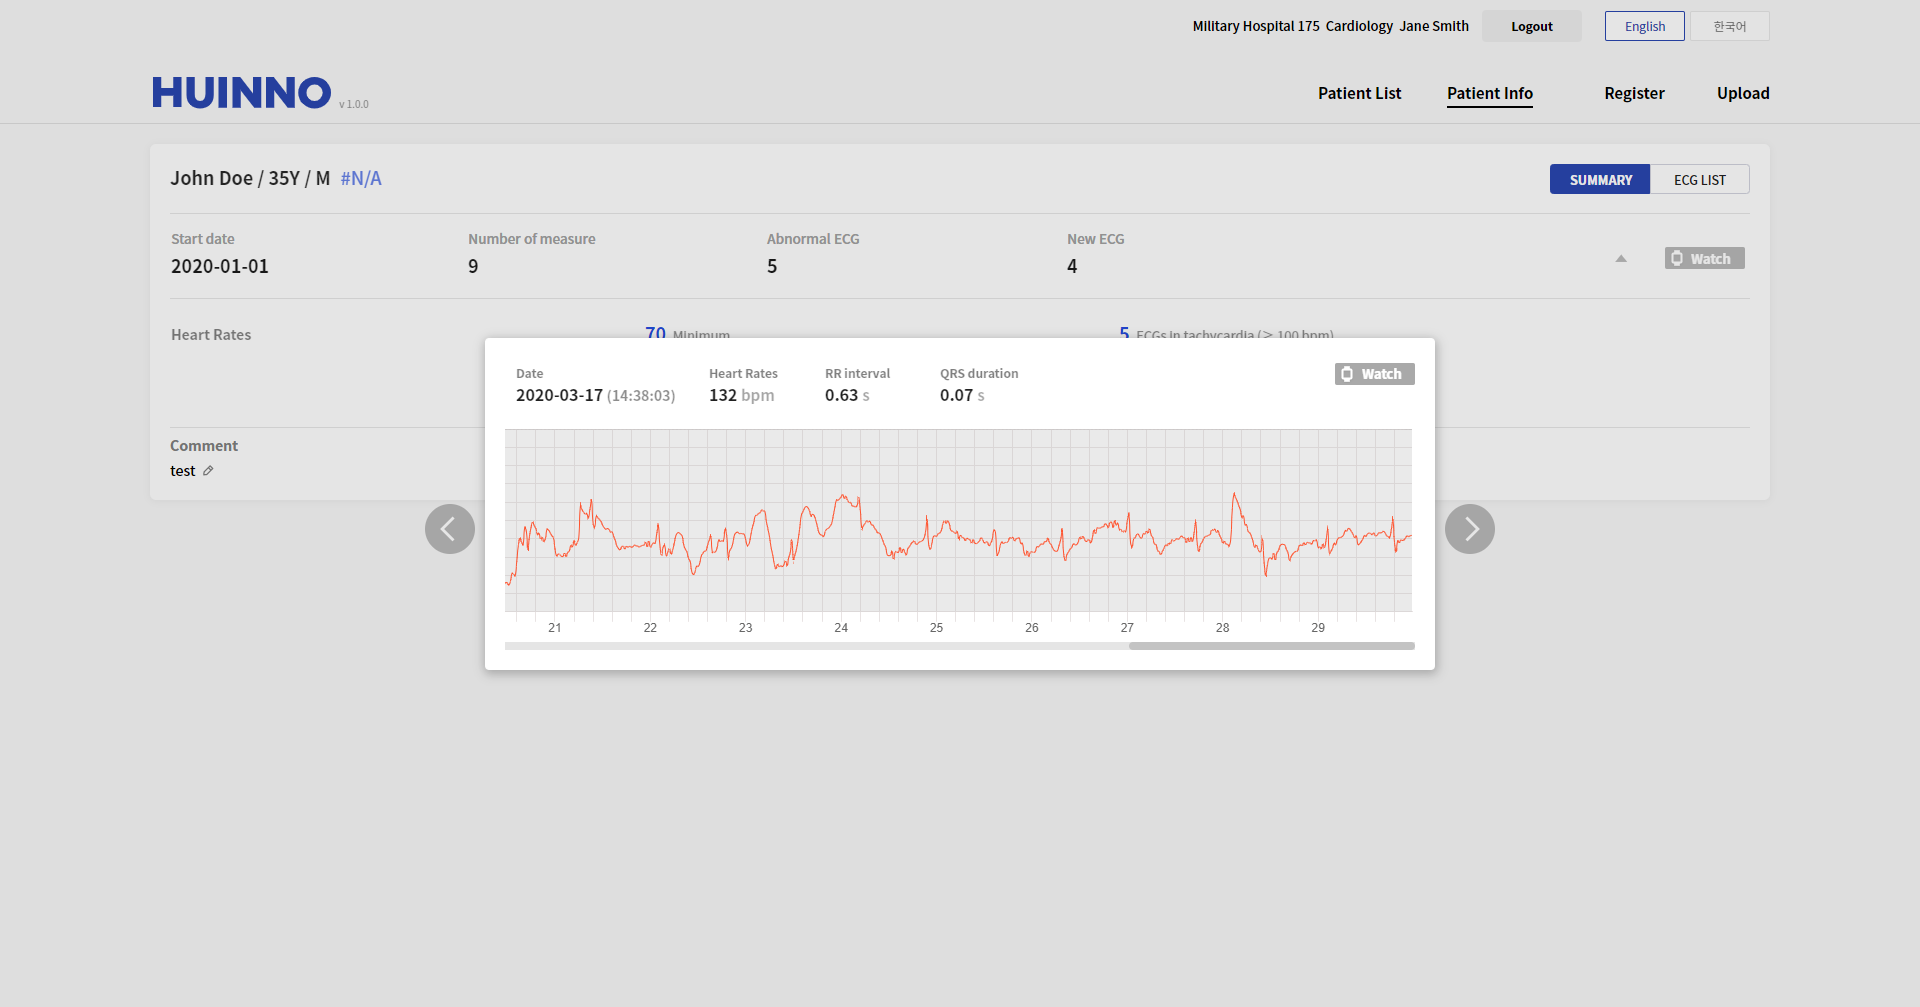 Military Hospital 175 Cardiology Jane Smith Logout English 한국어
HUINNO v 1.0.0
Patient List Patient Info Register Upload
John Doe / 35Y / M #N/A
SUMMARY ECG LIST
Start date Number of measure Abnormal ECG New ECG
2020-01-01 9 5 4
Watch
Heart Rates 70 Minimum 5 ECGs in tachycardia (≥ 100 bpm)
Date Heart Rates RR interval QRS duration
2020-03-17 (14:38:03) 132 bpm 0.63 s 0.07 s
Watch
Comment
test
21 22 23 24 25 26 27 28 29